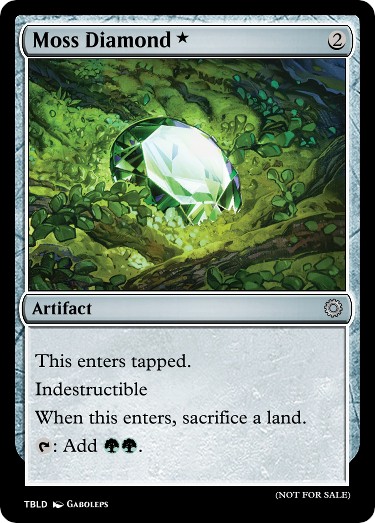 Moss Diamond ★ 2
Artifact
This enters tapped.
Indestructible
When this enters, sacrifice a land.
: Add .
(NOT FOR SALE)
TBLD GABOLEPS